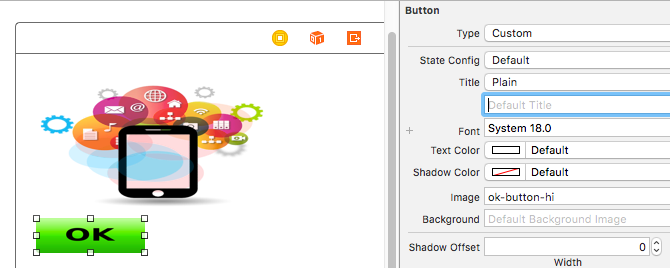 Button
Type Custom
State Config Default
Title Plain
Default Title
+ Font System 18.0
Text Color Default
Shadow Color Default
Image ok-button-hi
Background Default Background Image
Shadow Offset 0
Width
@
OK